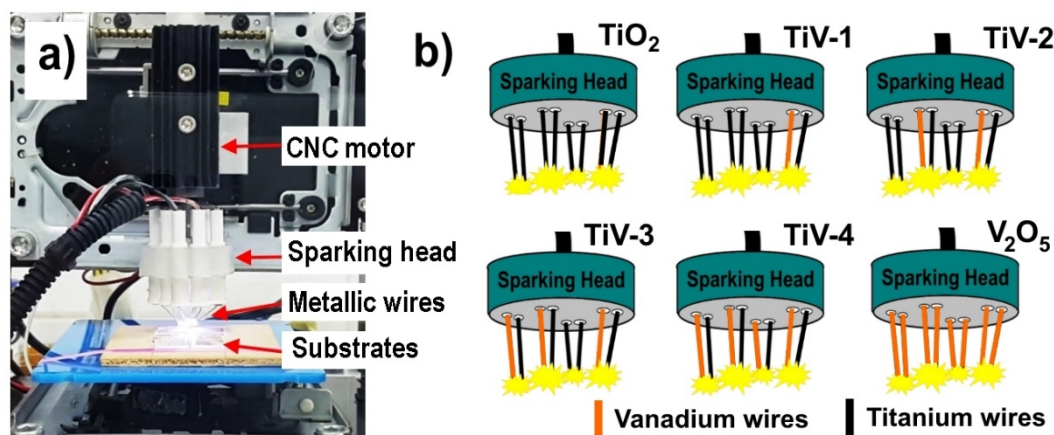 a)
CNC motor
Sparking head
Metallic wires
Substrates
b)
TiO2
Sparking Head
TiV-1
Sparking Head
TiV-2
Sparking Head
TiV-3
Sparking Head
TiV-4
Sparking Head
V2O5
Sparking Head
Vanadium wires
Titanium wires